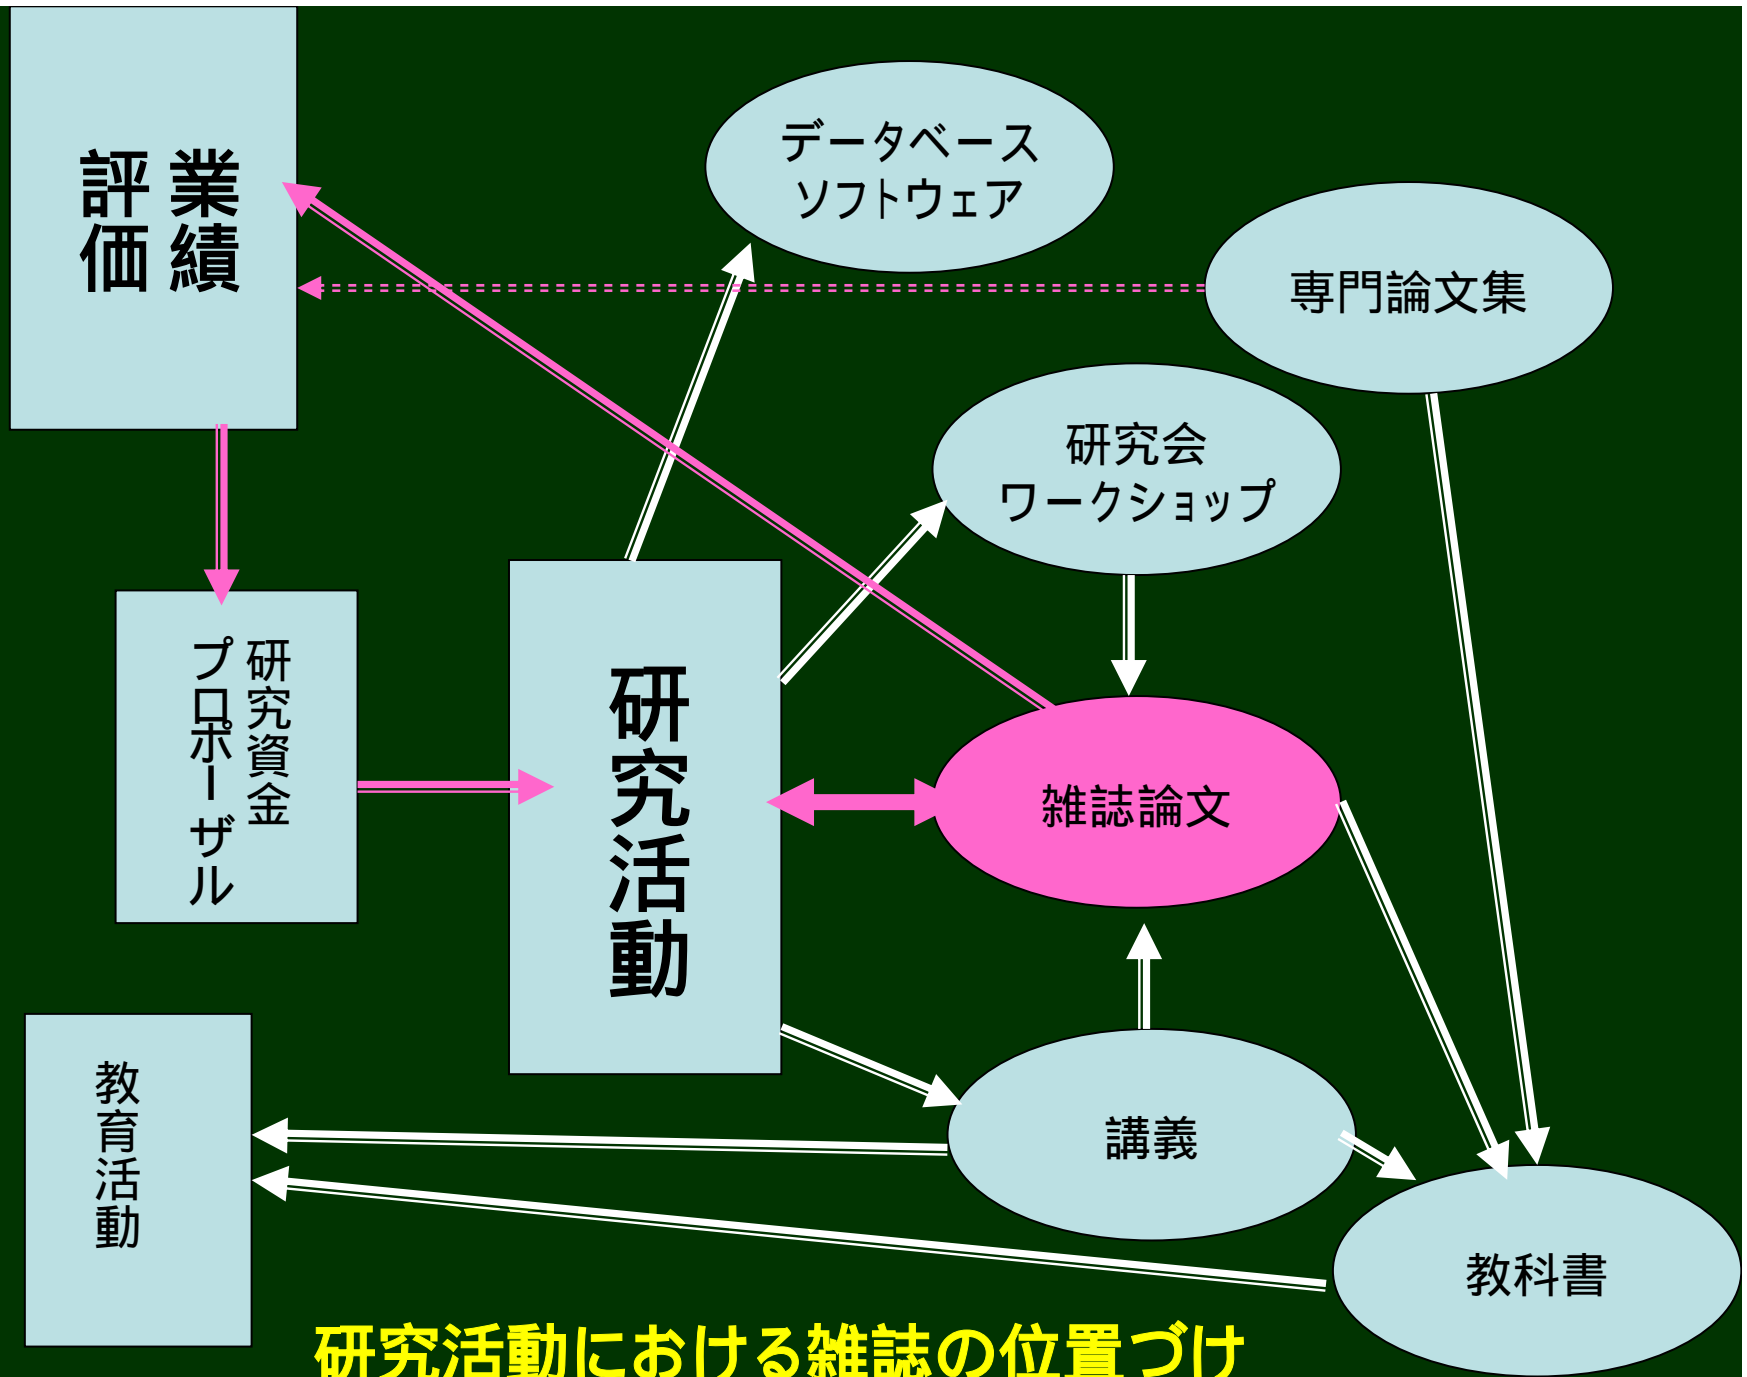 業績
評価
データベース
ソフトウェア
専門論文集
研究会
ワークショップ
研究資金
プロポーザル
研究活動
雑誌論文
教育活動
講義
教科書
研究活動における雑誌の位置づけ